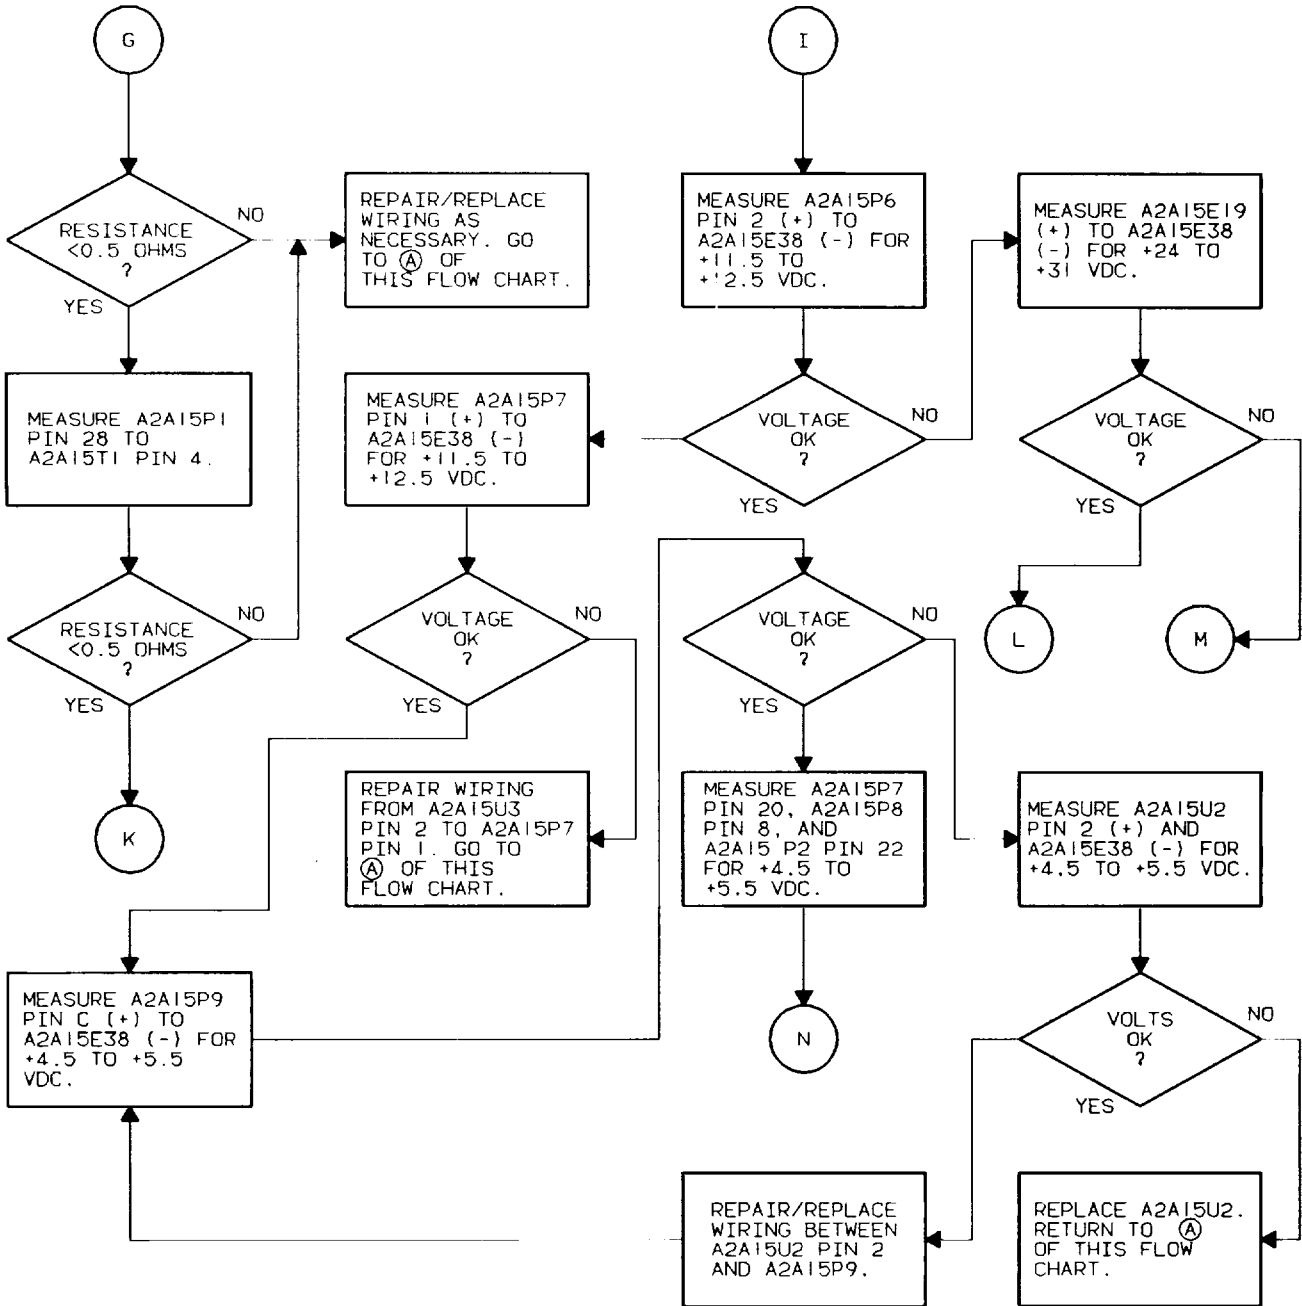 G
RESISTANCE
<0.5 OHMS
?
NO
YES
REPAIR/REPLACE
WIRING AS
NECESSARY. GO
TO Ⓐ OF
THIS FLOW CHART.
MEASURE A2A15P1
PIN 28 TO
A2A15T1 PIN 4.
RESISTANCE
<0.5 OHMS
?
NO
YES
K
I
MEASURE A2A15P6
PIN 2 (+) TO
A2A15E38 (-) FOR
+11.5 TO
+12.5 VDC.
VOLTAGE
OK
?
NO
YES
MEASURE A2A15E19
(+) TO A2A15E38
(-) FOR +24 TO
+31 VDC.
VOLTAGE
OK
?
NO
YES
L
M
MEASURE A2A15P7
PIN 1 (+) TO
A2A15E38 (-)
FOR +11.5 TO
+12.5 VDC.
VOLTAGE
OK
?
NO
YES
REPAIR WIRING
FROM A2A15U3
PIN 2 TO A2A15P7
PIN 1. GO TO
Ⓐ OF THIS
FLOW CHART.
MEASURE A2A15P9
PIN C (+) TO
A2A15E38 (-) FOR
+4.5 TO +5.5
VDC.
VOLTAGE
OK
?
NO
YES
MEASURE A2A15P7
PIN 20, A2A15P8
PIN 8, AND
A2A15 P2 PIN 22
FOR +4.5 TO
+5.5 VDC.
N
MEASURE A2A15U2
PIN 2 (+) AND
A2A15E38 (-) FOR
+4.5 TO +5.5 VDC.
VOLTS
OK
?
NO
YES
REPAIR/REPLACE
WIRING BETWEEN
A2A15U2 PIN 2
AND A2A15P9.
REPLACE A2A15U2.
RETURN TO Ⓐ
OF THIS FLOW
CHART.